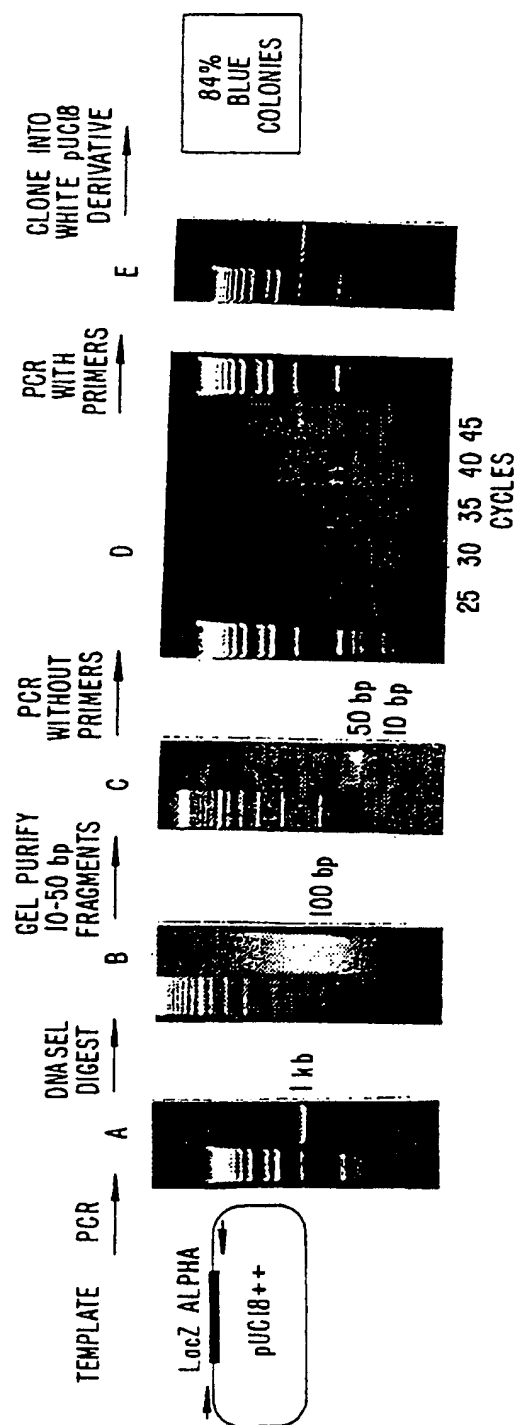 TEMPLATE
PCR
DNASEL
DIGEST
GEL PURIFY
10-50 bp
FRAGMENTS
PCR
WITHOUT
PRIMERS
PCR
WITH
PRIMERS
CLONE INTO
WHITE pUC18
DERIVATIVE
A
B
C
D
E
LacZ ALPHA
pUC18++
1 kb
100 bp
50 bp
10 bp
25 30 35 40 45
CYCLES
84%
BLUE
COLONIES